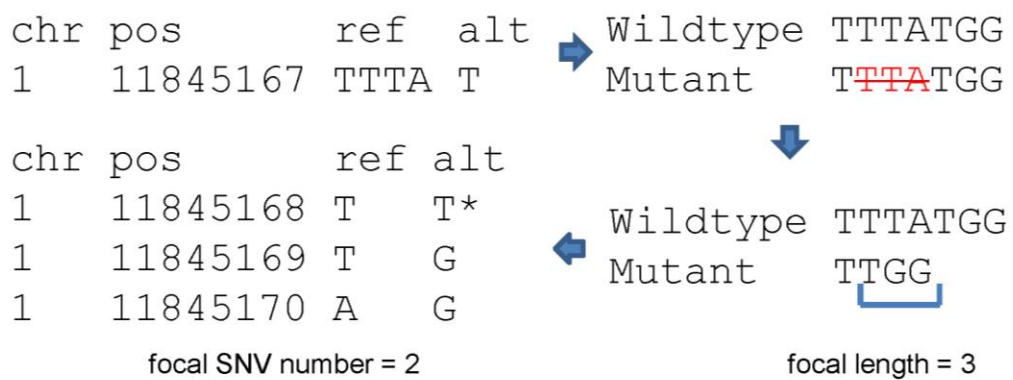 chr pos ref alt
1 11845167 TTTA T
Wildtype TTTATGG
Mutant TTTATGG
Wildtype TTTATGG
Mutant TTGG
focal length = 3
chr pos ref alt
1 11845168 T T*
1 11845169 T G
1 11845170 A G
focal SNV number = 2